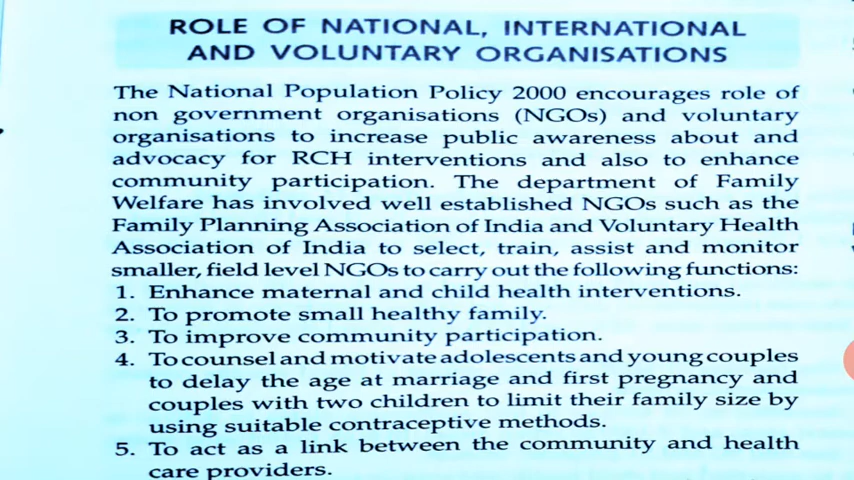 ROLE OF NATIONAL, INTERNATIONAL
AND VOLUNTARY ORGANISATIONS
The National Population Policy 2000 encourages role of
non government organisations (NGOs) and voluntary
organisations to increase public awareness about and
advocacy for RCH interventions and also to enhance
community participation. The department of Family
Welfare has involved well established NGOs such as the
Family Planning Association of India and Voluntary Health
Association of India to select, train, assist and monitor
smaller, field level NGOs to carry out the following functions:
1. Enhance maternal and child health interventions.
2. To promote small healthy family.
3. To improve community participation.
4. To counsel and motivate adolescents and young couples
to delay the age at marriage and first pregnancy and
couples with two children to limit their family size by
using suitable contraceptive methods.
5. To act as a link between the community and health
care providers.